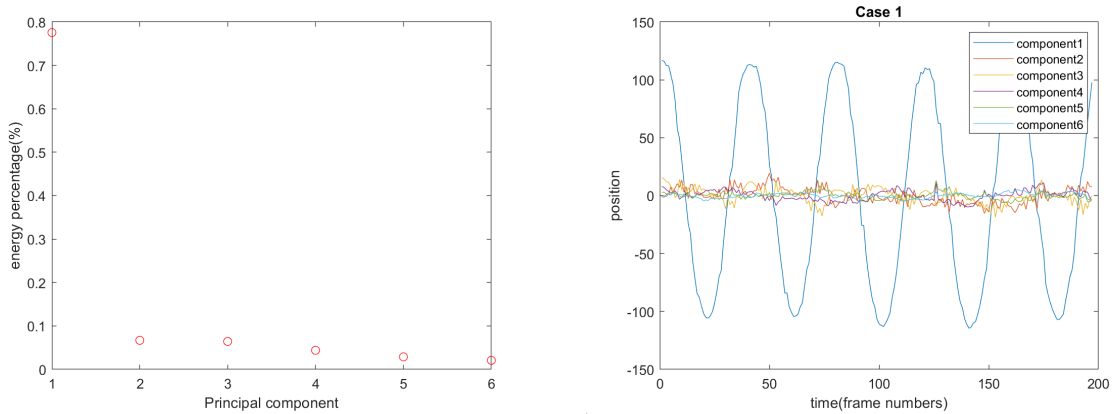 0.8
0.7
0.6
0.5
0.4
0.3
0.2
0.1
0
energy percentage(%)
1 2 3 4 5 6
Principal component
Case 1
150
100
50
0
-50
-100
-150
position
component1
component2
component3
component4
component5
component6
0 50 100 150 200
time(frame numbers)